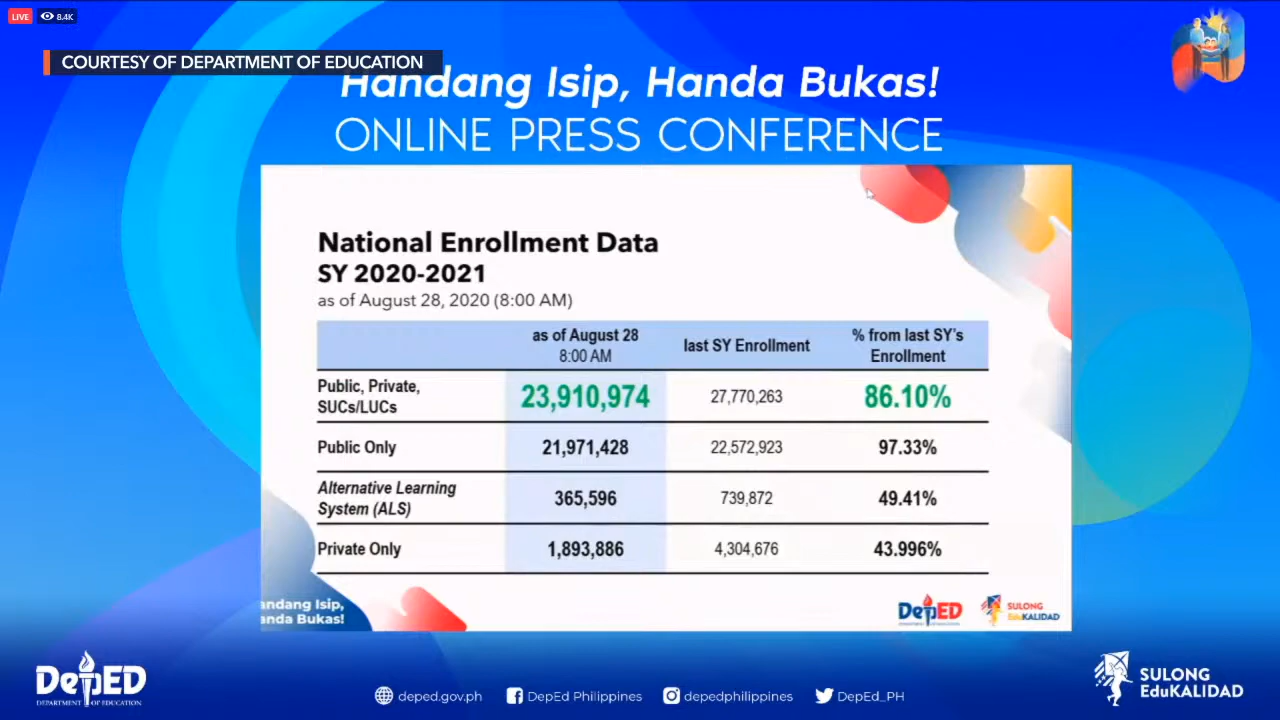 LIVE 8.4K
COURTESY OF DEPARTMENT OF EDUCATION
Handang Isip, Handa Bukas!
ONLINE PRESS CONFERENCE
National Enrollment Data
SY 2020-2021
as of August 28, 2020 (8:00 AM)
as of August 28
8:00 AM
last SY Enrollment
% from last SY's
Enrollment
Public, Private,
SUCs/LUCs
23,910,974
27,770,263
86.10%
Public Only
21,971,428
22,572,923
97.33%
Alternative Learning
System (ALS)
365,596
739,872
49.41%
Private Only
1,893,886
4,304,676
43.996%
andang Isip,
anda Bukas!
DepED
DEPARTMENT OF EDUCATION
SULONG
EduKALIDAD
DepED
DEPARTMENT OF EDUCATION
deped.gov.ph
DepEd Philippines
depedphilippines
DepEd_PH
SULONG
EduKALIDAD